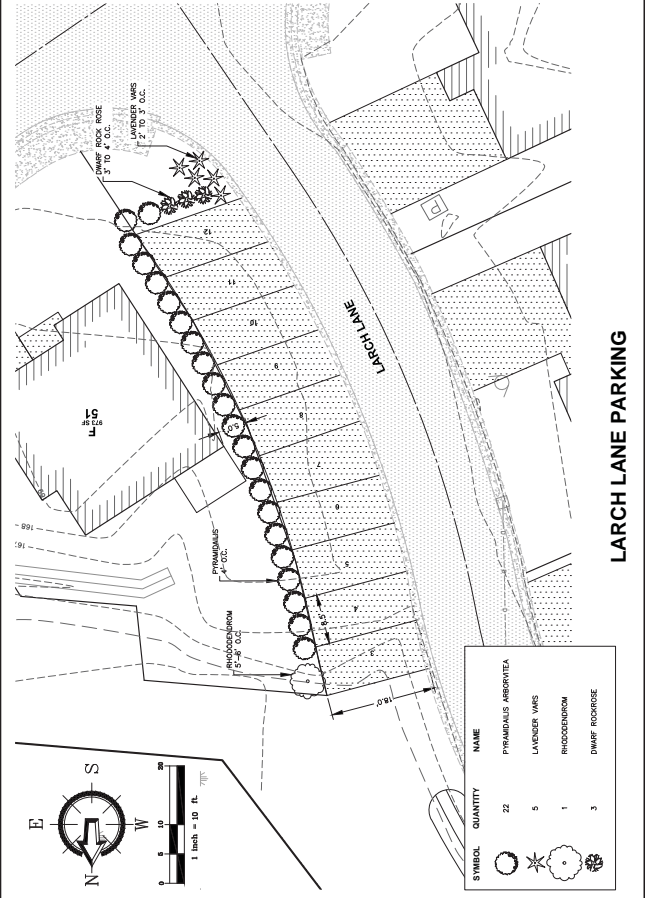 DWARF ROCK ROSE
3' TO 4' O.C.
LAVENDER VARS
2' TO 3' O.C.
12
11
10
9
8
7
6
5
4
3
P
LARCH LANE
F
973 SF
51
5.0'
168
PYRAMIDAILIS
4' O.C.
RHODODENDROM
5'-6' O.C.
8.5'
18.0'
N
E
S
W
0
5
10
20
1 inch = 10 ft.
SYMBOL QUANTITY NAME
22 PYRAMIDAILIS ARBORVITEA
5 LAVENDER VARS
1 RHODODENDROM
3 DWARF ROCKROSE
LARCH LANE PARKING